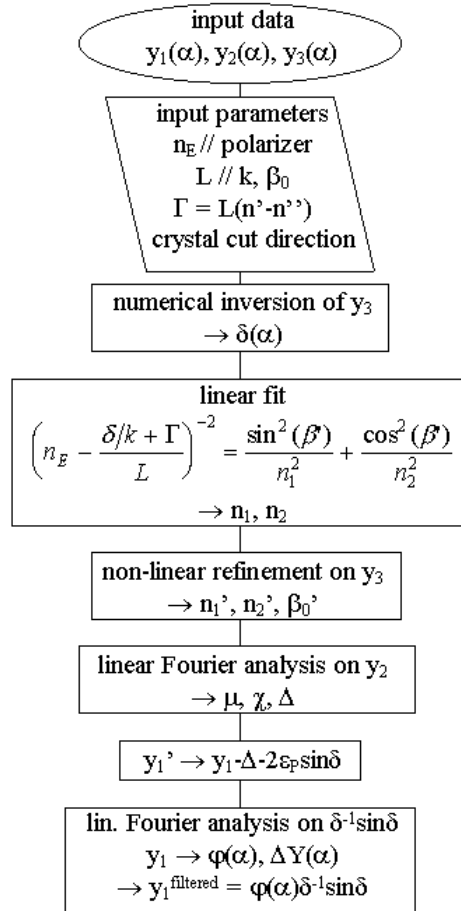 input data
y₁(α), y₂(α), y₃(α)
input parameters
n_E // polarizer
L // k, β₀
Γ = L(n'-n'')
crystal cut direction
numerical inversion of y₃
→ δ(α)
linear fit
(n_E - (δ/k + Γ)/L)⁻² = sin²(β')/n₁² + cos²(β')/n₂²
→ n₁, n₂
non-linear refinement on y₃
→ n₁', n₂', β₀'
linear Fourier analysis on y₂
→ μ, χ, Δ
y₁' → y₁-Δ-2ε_P sinδ
lin. Fourier analysis on δ⁻¹sinδ
y₁ → φ(α), ΔY(α)
→ y₁^filtered = φ(α)δ⁻¹sinδ